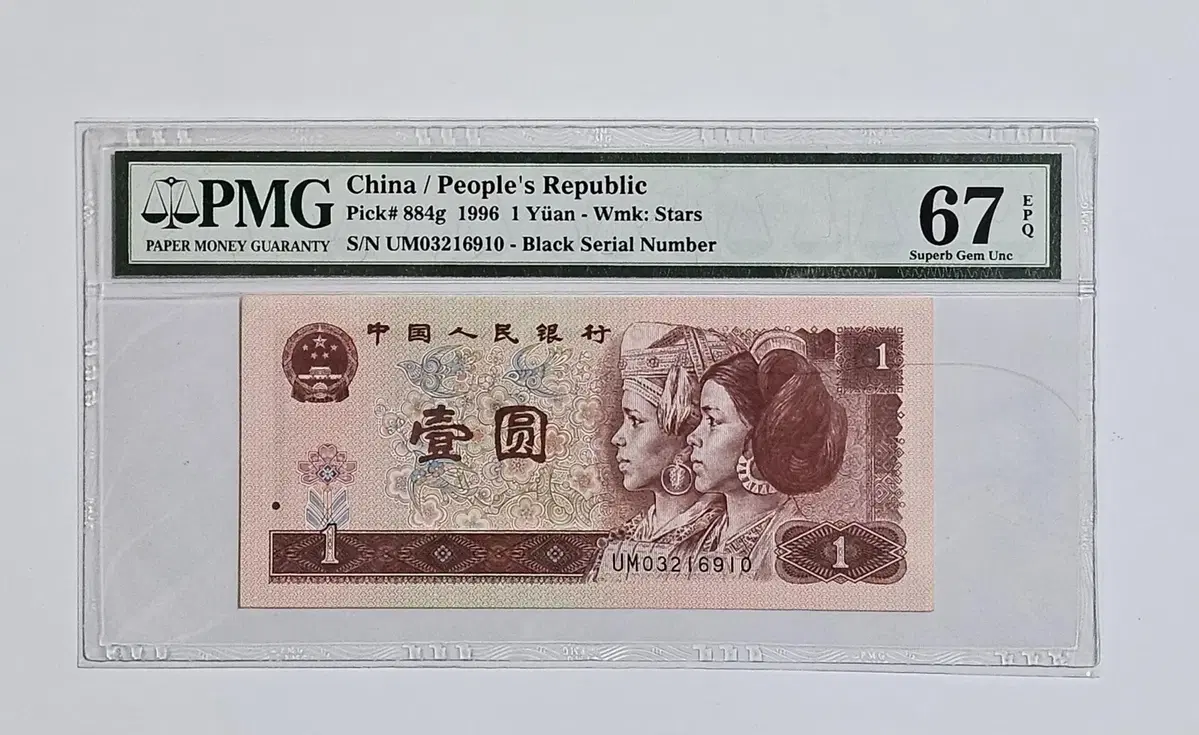 PMG
PAPER MONEY GUARANTY
China / People's Republic
Pick# 884g 1996 1 Yüan - Wmk: Stars
S/N UM03216910 - Black Serial Number
67
EPQ
Superb Gem Unc
中国人民银行
1
壹圆
1
UM03216910
1
PMG